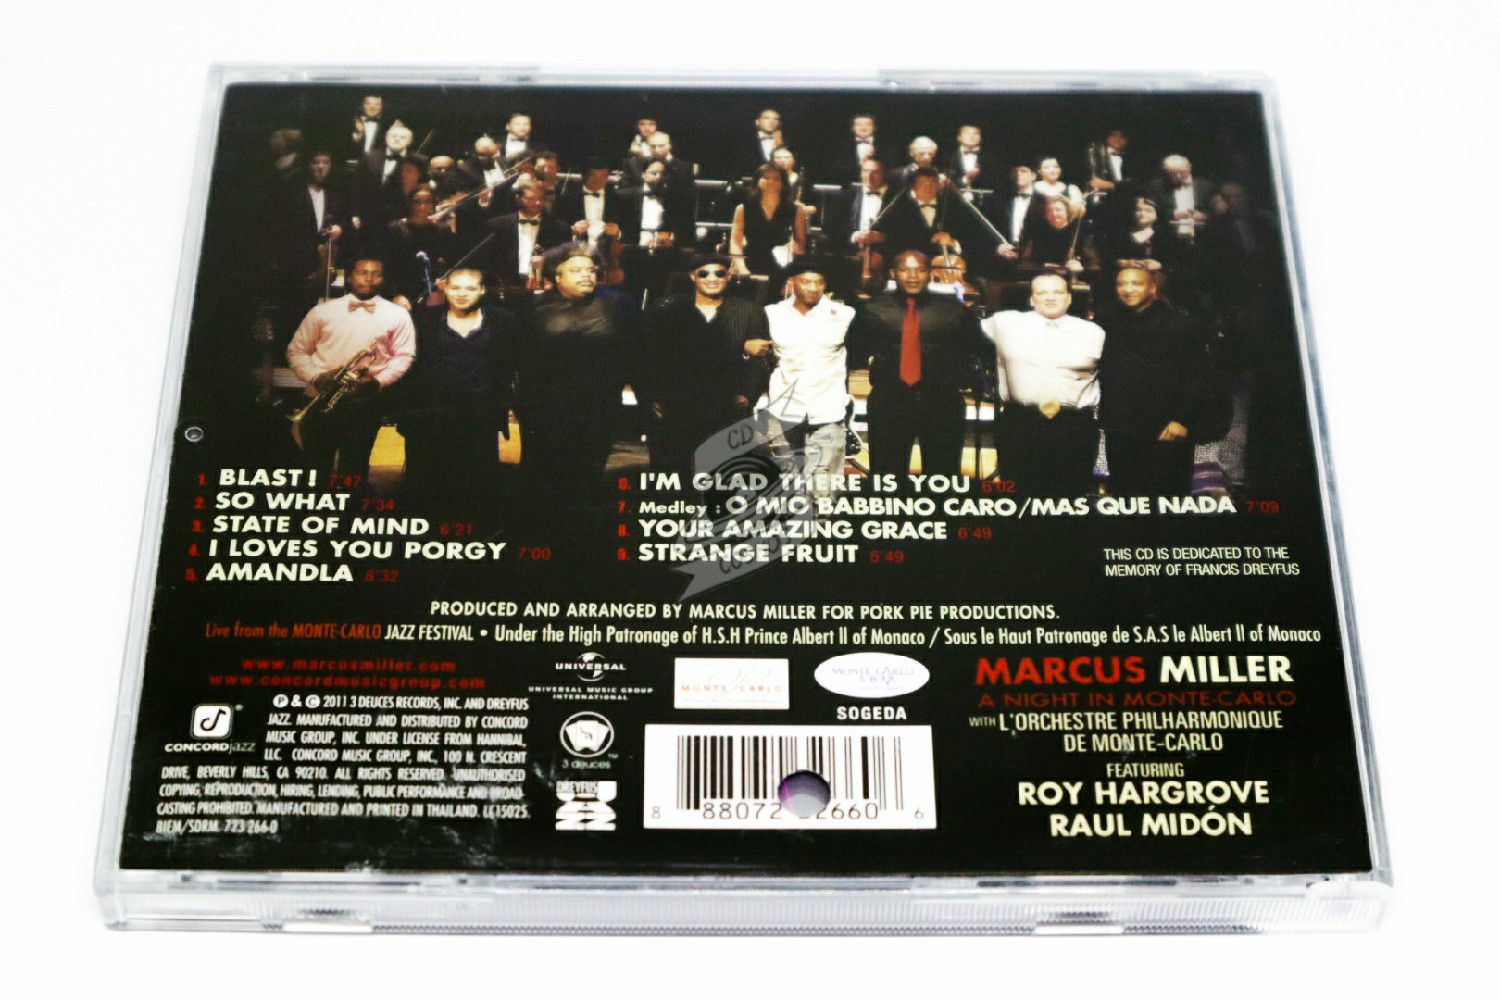 1. BLAST! 7'47
2. SO WHAT 7'34
3. STATE OF MIND 6'21
4. I LOVES YOU PORGY 7'00
5. AMANDLA 8'32
6. I'M GLAD THERE IS YOU 6'02
7. Medley : O MIO BABBINO CARO/MAS QUE NADA 7'09
8. YOUR AMAZING GRACE 6'49
9. STRANGE FRUIT 5'49
THIS CD IS DEDICATED TO THE
MEMORY OF FRANCIS DREYFUS
PRODUCED AND ARRANGED BY MARCUS MILLER FOR PORK PIE PRODUCTIONS.
Live from the MONTE-CARLO JAZZ FESTIVAL • Under the High Patronage of H.S.H Prince Albert II of Monaco / Sous le Haut Patronage de S.A.S le Albert II of Monaco
www.marcusmiller.com
www.concordmusicgroup.com
℗ & © 2011 3 DEUCES RECORDS, INC. AND DREYFUS
JAZZ. MANUFACTURED AND DISTRIBUTED BY CONCORD
MUSIC GROUP, INC. UNDER LICENSE FROM HANNIBAL,
LLC. CONCORD MUSIC GROUP, INC., 100 N. CRESCENT
DRIVE, BEVERLY HILLS, CA 90210. ALL RIGHTS RESERVED. UNAUTHORISED
COPYING, REPRODUCTION, HIRING, LENDING, PUBLIC PERFORMANCE AND BROAD-
CASTING PROHIBITED. MANUFACTURED AND PRINTED IN THAILAND. LC15025.
BIEM/SDRM. 723 266-0
CONCORD jazz
UNIVERSAL
UNIVERSAL MUSIC GROUP
INTERNATIONAL
3 deuces™
DREYFUS
JAZZ
MONTE CARLO
MONTE-CARLO
S.B.M
SOGEDA
8 88072 2660 6
MARCUS MILLER
A NIGHT IN MONTE-CARLO
WITH L'ORCHESTRE PHILHARMONIQUE
DE MONTE-CARLO
FEATURING
ROY HARGROVE
RAUL MIDÓN
CD